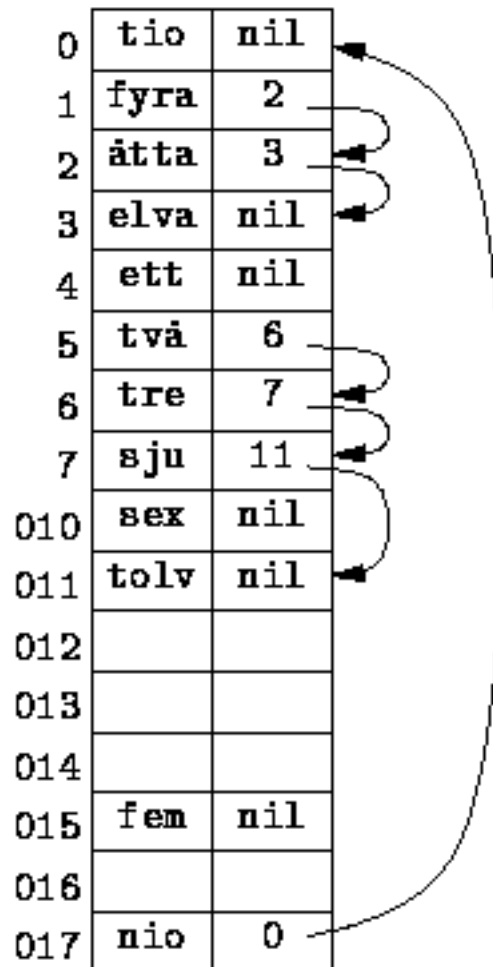 0 tio nil
1 fyra 2
2 åtta 3
3 elva nil
4 ett nil
5 två 6
6 tre 7
7 sju 11
010 sex nil
011 tolv nil
012
013
014
015 fem nil
016
017 nio 0